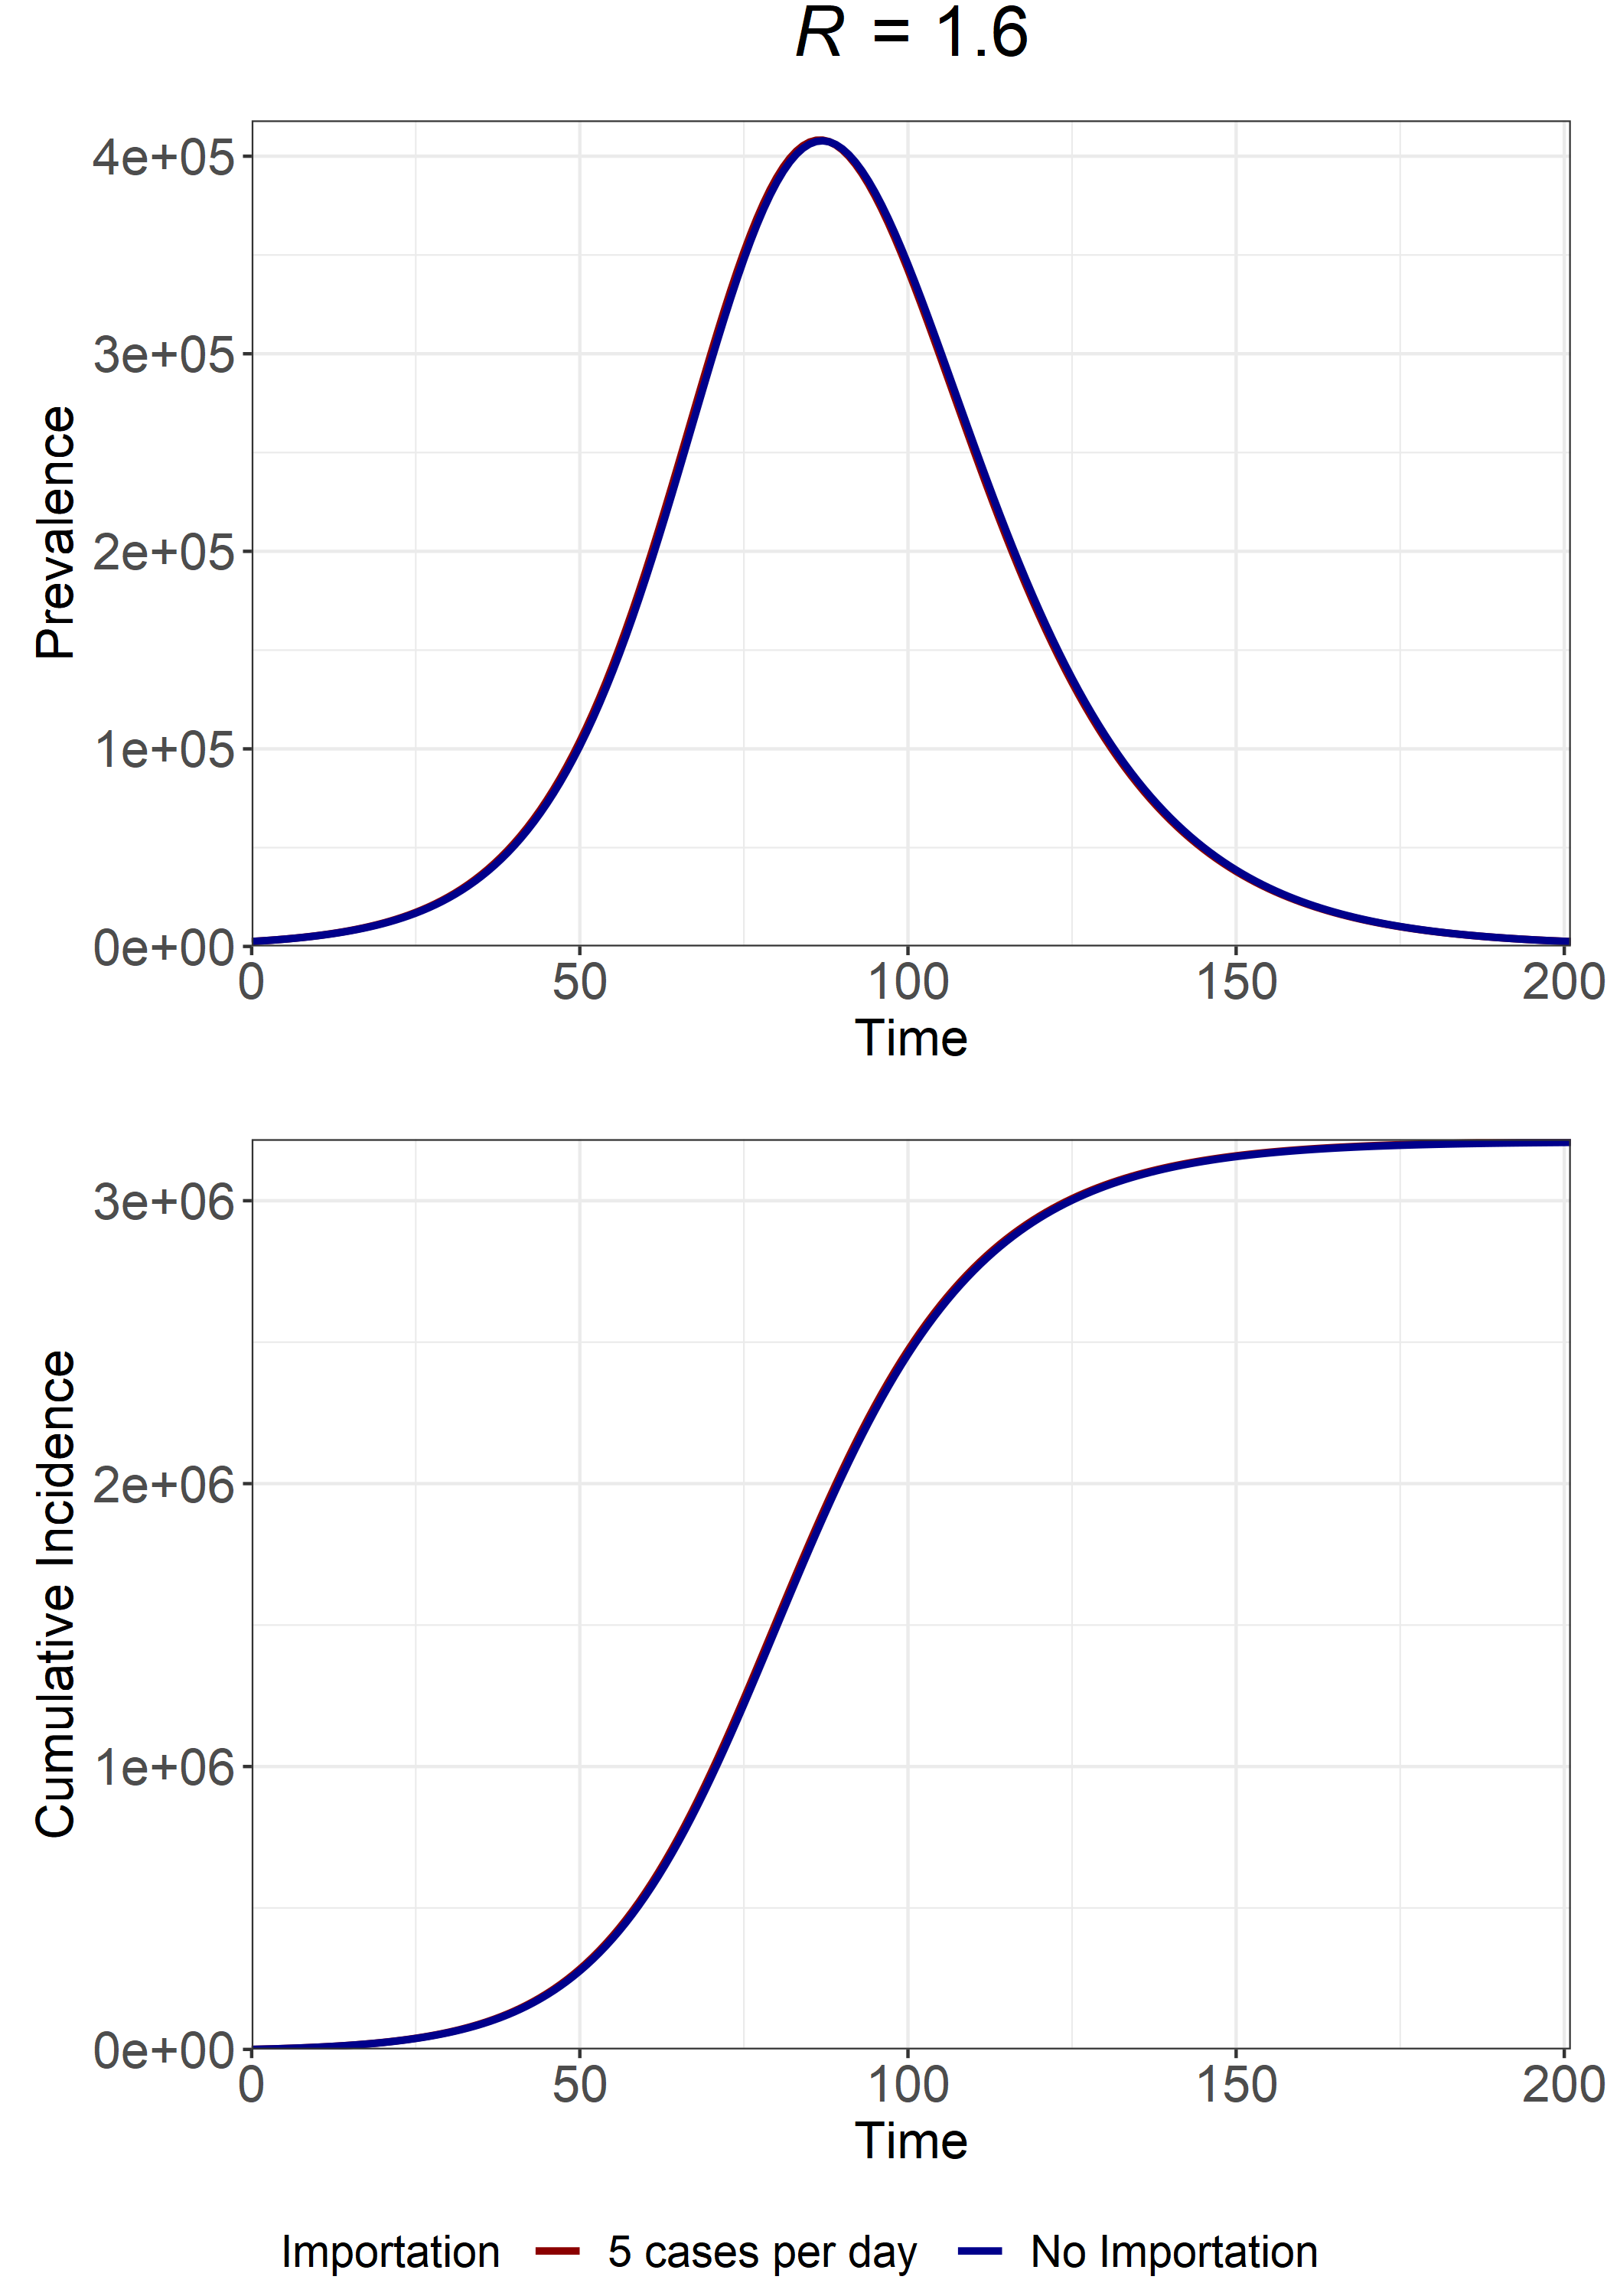 R = 1.6
4e+05
3e+05
2e+05
1e+05
0e+00
Prevalence
0 50 100 150 200
Time
3e+06
2e+06
1e+06
0e+00
Cumulative Incidence
0 50 100 150 200
Time
Importation 5 cases per day No Importation